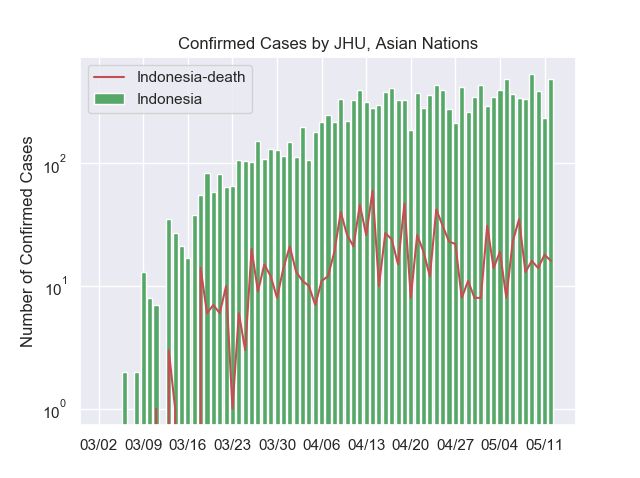 Confirmed Cases by JHU, Asian Nations
Indonesia-death
Indonesia
Number of Confirmed Cases
10^2
10^1
10^0
03/02 03/09 03/16 03/23 03/30 04/06 04/13 04/20 04/27 05/04 05/11